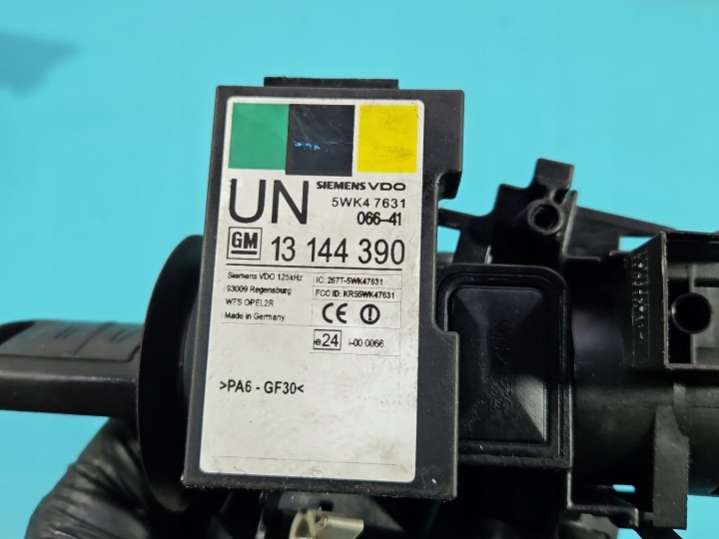 UN SIEMENS VDO
5WK4 7631
066-41
GM 13 144 390
Siemens VDO 125kHz
93009 Regensburg
WFS OPEL2R
Made in Germany
IC: 267T-5WK47631
FCC ID: KR55WK47631
CE
e24 I-00 0066
>PA6 - GF30<